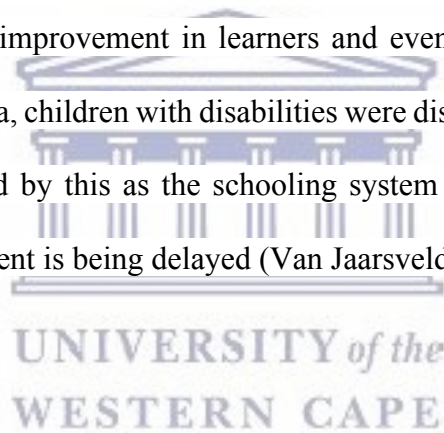 improvement in learners and even
a, children with disabilities were dis
d by this as the schooling system
ent is being delayed (Van Jaarsveld
UNIVERSITY of the
WESTERN CAPE